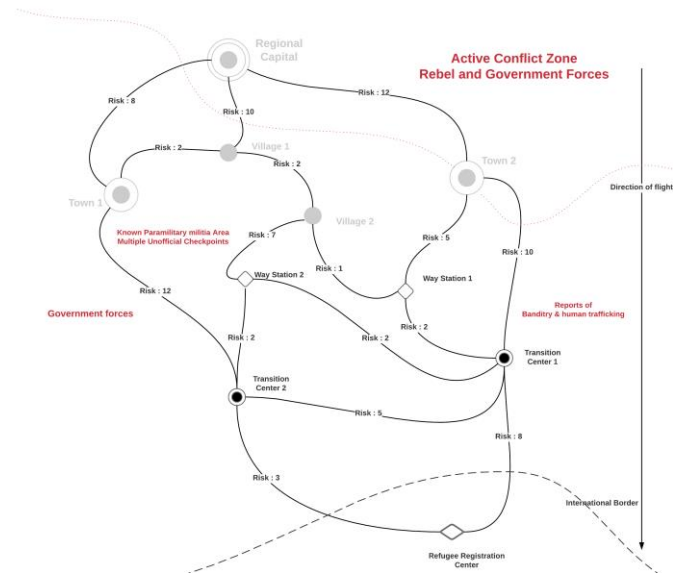 Regional
Capital
Active Conflict Zone
Rebel and Government Forces
Risk : 12
Risk : 8
Risk : 10
Risk : 2
Village 1
Risk : 2
Town 2
Direction of flight
Town 1
Village 2
Known Paramilitary militia Area
Multiple Unofficial Checkpoints
Risk : 7
Risk : 5
Risk : 10
Risk : 1
Way Station 2
Way Station 1
Risk : 12
Government forces
Reports of
Banditry & human trafficking
Risk : 2
Risk : 2
Risk : 2
Transition
Center 1
Transition
Center 2
Risk : 5
Risk : 8
Risk : 3
International Border
Refugee Registration
Center